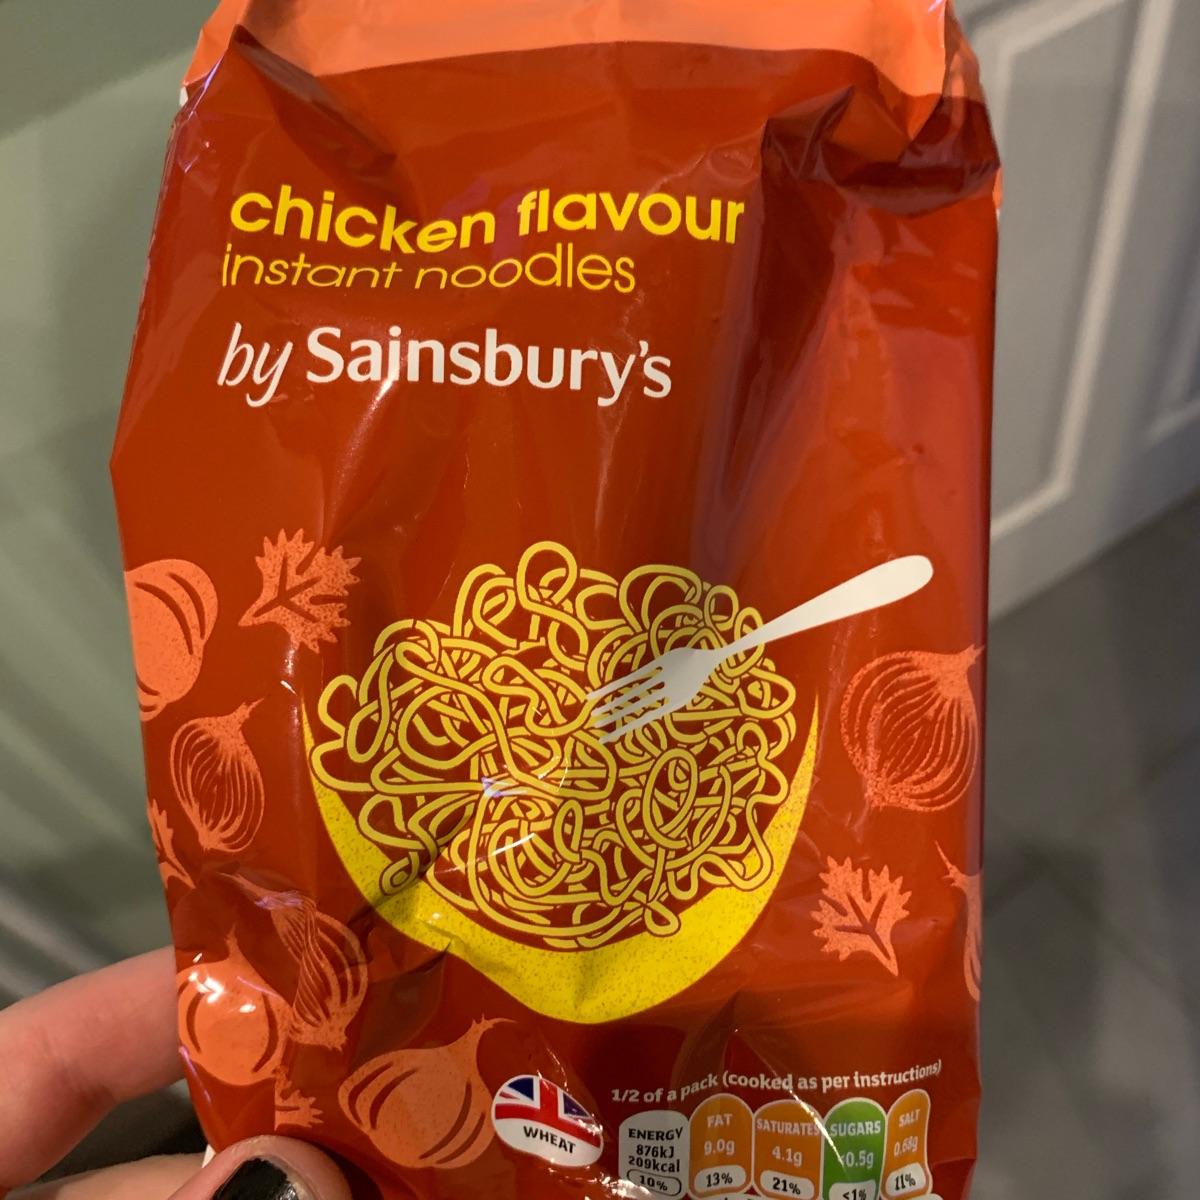 chicken flavour
instant noodles
by Sainsbury's
1/2 of a pack (cooked as per instructions)
WHEAT
ENERGY
876kJ
209kcal
10%
FAT
9.0g
13%
SATURATES
4.1g
21%
SUGARS
<0.5g
<1%
SALT
0.68g
11%